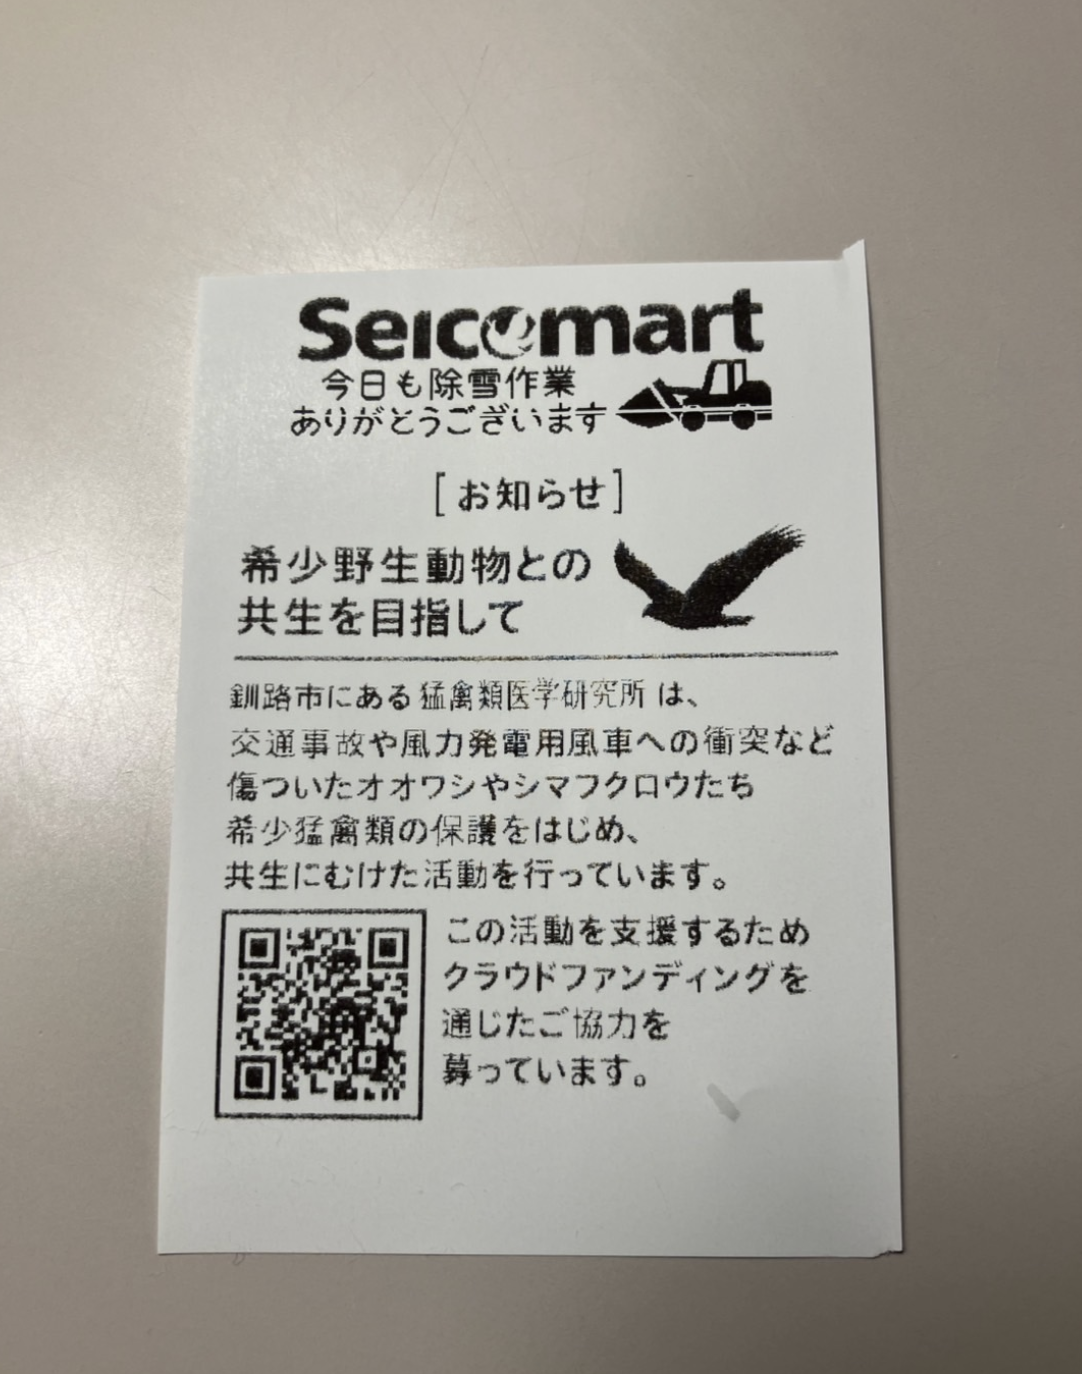 Seicomart
今日も除雪作業
ありがとうございます
[お知らせ]
希少野生動物との
共生を目指して
釧路市にある猛禽類医学研究所は、
交通事故や風力発電用風車への衝突など
傷ついたオオワシやシマフクロウたち
希少猛禽類の保護をはじめ、
共生にむけた活動を行っています。
この活動を支援するため
クラウドファンディングを
通じたご協力を
募っています。